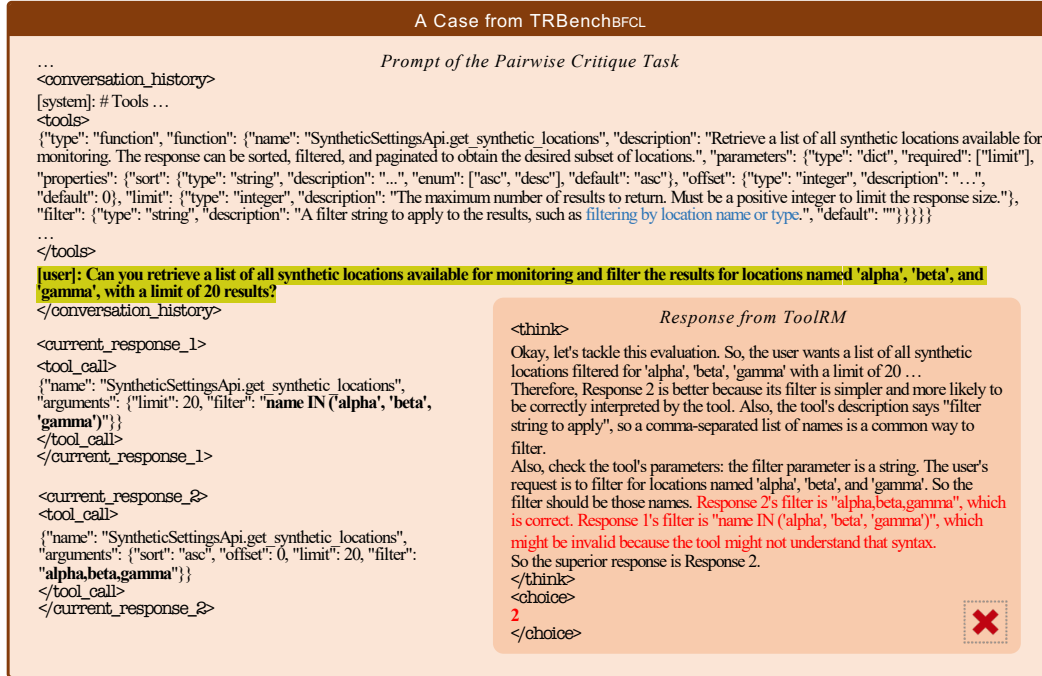 A Case from TRBenchBFCL
…
Prompt of the Pairwise Critique Task
<conversation_history>
[system]: # Tools …
<tools>
{"type": "function", "function": {"name": "SyntheticSettingsApi.get_synthetic_locations", "description": "Retrieve a list of all synthetic locations available for
monitoring. The response can be sorted, filtered, and paginated to obtain the desired subset of locations.", "parameters": {"type": "dict", "required": ["limit"],
"properties": {"sort": {"type": "string", "description": "...", "enum": ["asc", "desc"], "default": "asc"}, "offset": {"type": "integer", "description": "…",
"default": 0}, "limit": {"type": "integer", "description": "The maximum number of results to return. Must be a positive integer to limit the response size."},
"filter": {"type": "string", "description": "A filter string to apply to the results, such as filtering by location name or type.", "default": ""}}}}}
…
</tools>
[user]: Can you retrieve a list of all synthetic locations available for monitoring and filter the results for locations named 'alpha', 'beta', and
'gamma', with a limit of 20 results?
</conversation_history>
<current_response_1>
<tool_call>
{"name": "SyntheticSettingsApi.get_synthetic_locations",
"arguments": {"limit": 20, "filter": "name IN ('alpha', 'beta',
'gamma')"}}
</tool_call>
</current_response_1>
<current_response_2>
<tool_call>
{"name": "SyntheticSettingsApi.get_synthetic_locations",
"arguments": {"sort": "asc", "offset": 0, "limit": 20, "filter":
"alpha,beta,gamma"}}
</tool_call>
</current_response_2>
Response from ToolRM
<think>
Okay, let's tackle this evaluation. So, the user wants a list of all synthetic
locations filtered for 'alpha', 'beta', 'gamma' with a limit of 20 …
Therefore, Response 2 is better because its filter is simpler and more likely to
be correctly interpreted by the tool. Also, the tool's description says "filter
string to apply", so a comma-separated list of names is a common way to
filter.
Also, check the tool's parameters: the filter parameter is a string. The user's
request is to filter for locations named 'alpha', 'beta', and 'gamma'. So the
filter should be those names. Response 2's filter is "alpha,beta,gamma", which
is correct. Response 1's filter is "name IN ('alpha', 'beta', 'gamma')", which
might be invalid because the tool might not understand that syntax.
So the superior response is Response 2.
</think>
<choice>
2
</choice>